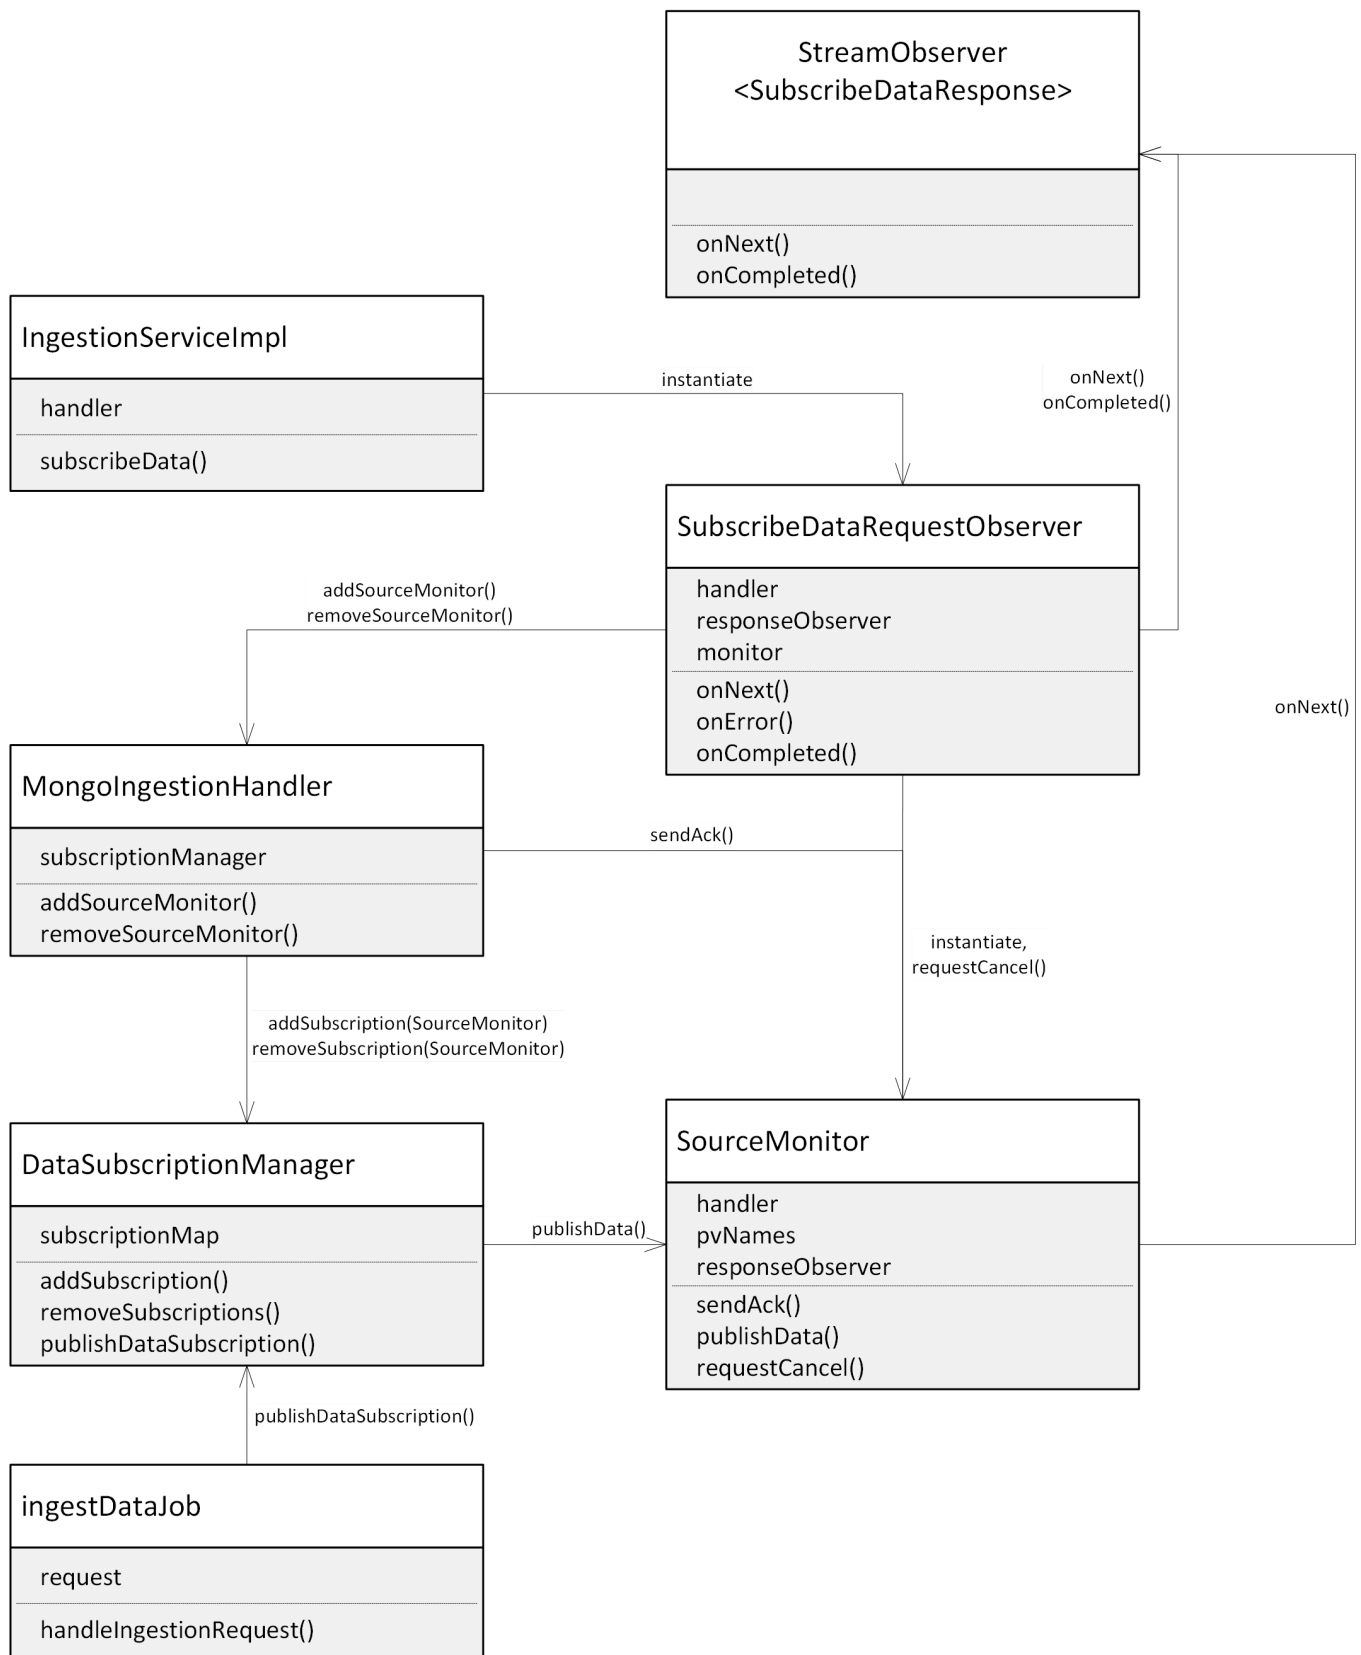 StreamObserver
<SubscribeDataResponse>
onNext()
onCompleted()
IngestionServiceImpl
handler
subscribeData()
instantiate
onNext()
onCompleted()
SubscribeDataRequestObserver
handler
responseObserver
monitor
onNext()
onError()
onCompleted()
addSourceMonitor()
removeSourceMonitor()
onNext()
MongoIngestionHandler
subscriptionManager
addSourceMonitor()
removeSourceMonitor()
sendAck()
instantiate,
requestCancel()
addSubscription(SourceMonitor)
removeSubscription(SourceMonitor)
DataSubscriptionManager
subscriptionMap
addSubscription()
removeSubscriptions()
publishDataSubscription()
publishData()
SourceMonitor
handler
pvNames
responseObserver
sendAck()
publishData()
requestCancel()
publishDataSubscription()
ingestDataJob
request
handleIngestionRequest()